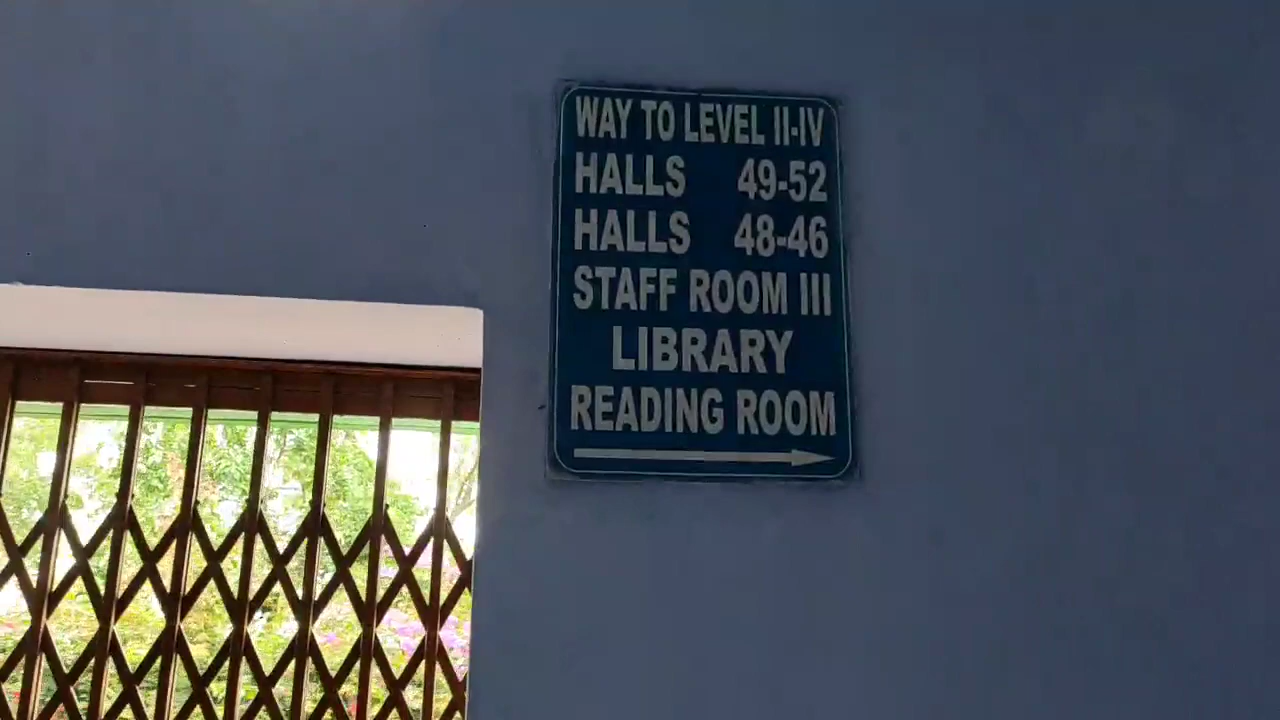 WAY TO LEVEL II-IV
HALLS 49-52
HALLS 48-46
STAFF ROOM III
LIBRARY
READING ROOM